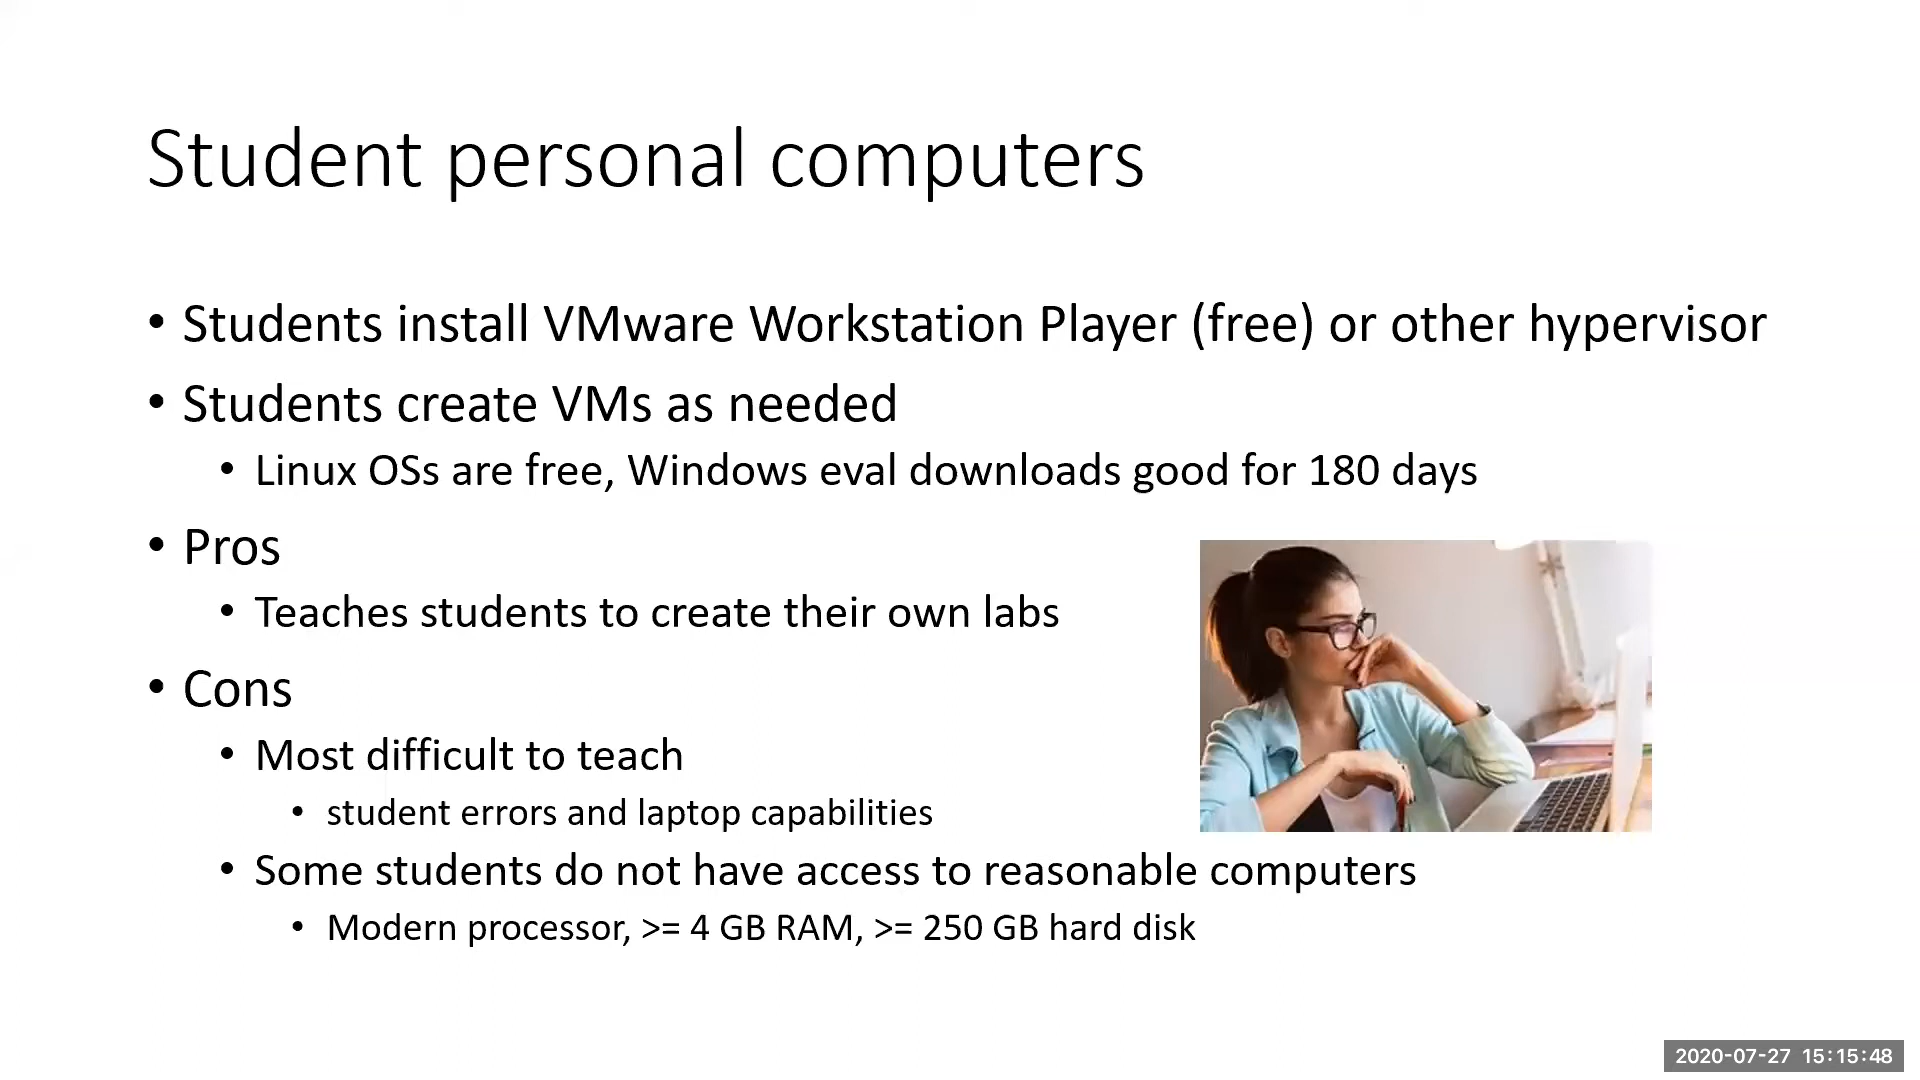 Student personal computers
• Students install VMware Workstation Player (free) or other hypervisor
• Students create VMs as needed
• Linux OSs are free, Windows eval downloads good for 180 days
• Pros
• Teaches students to create their own labs
• Cons
• Most difficult to teach
• student errors and laptop capabilities
• Some students do not have access to reasonable computers
• Modern processor, >= 4 GB RAM, >= 250 GB hard disk
2020-07-27 15:15:48